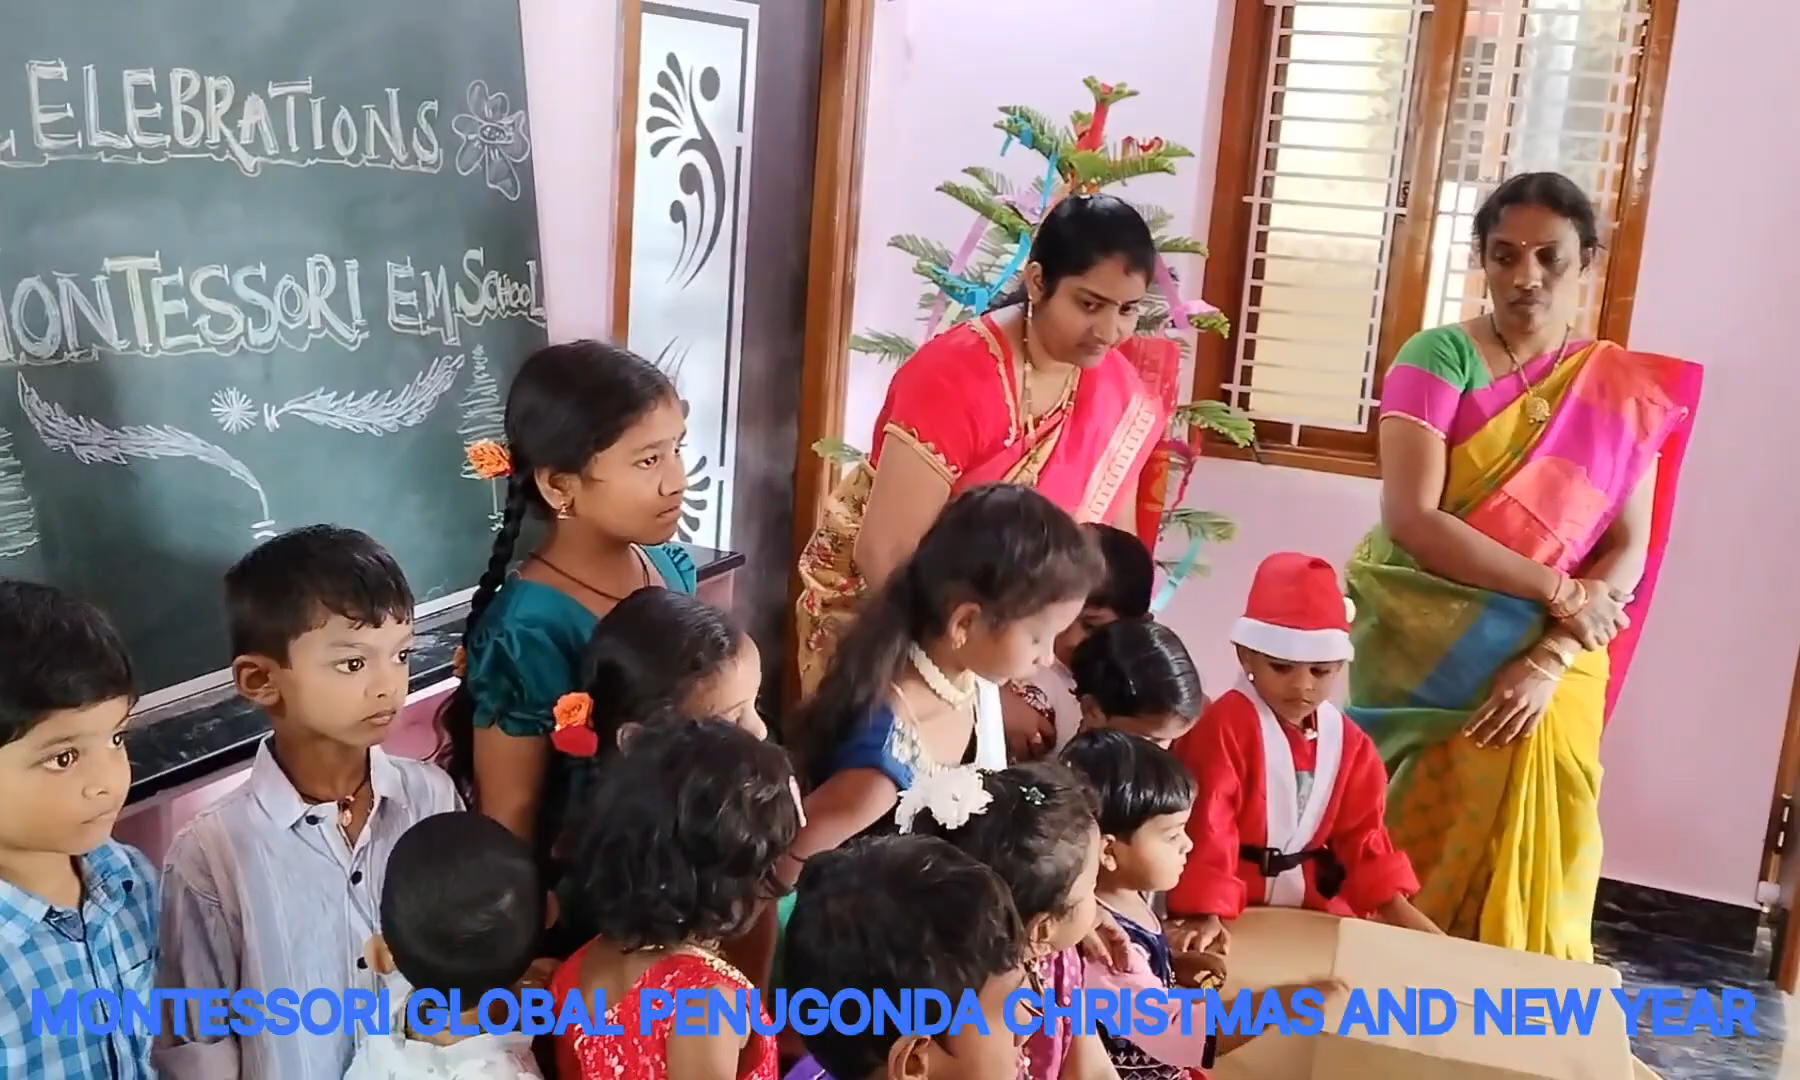 ELEBRATIONS
ONTESSORI EM SCHOOL
MONTESSORI GLOBAL PENUGONDA CHRISTMAS AND NEW YEAR